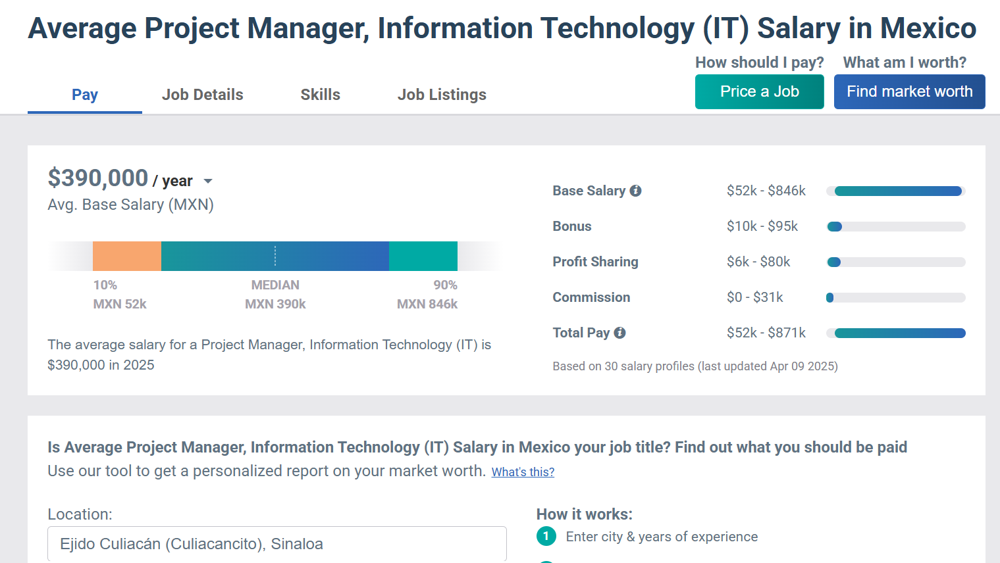 Average Project Manager, Information Technology (IT) Salary in Mexico
How should I pay?
What am I worth?
Pay
Job Details
Skills
Job Listings
Price a Job
Find market worth
$390,000 / year
Avg. Base Salary (MXN)
10%
MEDIAN
90%
MXN 52k
MXN 390k
MXN 846k
The average salary for a Project Manager, Information Technology (IT) is
$390,000 in 2025
Base Salary $52k - $846k
Bonus $10k - $95k
Profit Sharing $6k - $80k
Commission $0 - $31k
Total Pay $52k - $871k
Based on 30 salary profiles (last updated Apr 09 2025)
Is Average Project Manager, Information Technology (IT) Salary in Mexico your job title? Find out what you should be paid
Use our tool to get a personalized report on your market worth. What's this?
Location:
Ejido Culiacán (Culiacancito), Sinaloa
How it works:
1 Enter city & years of experience